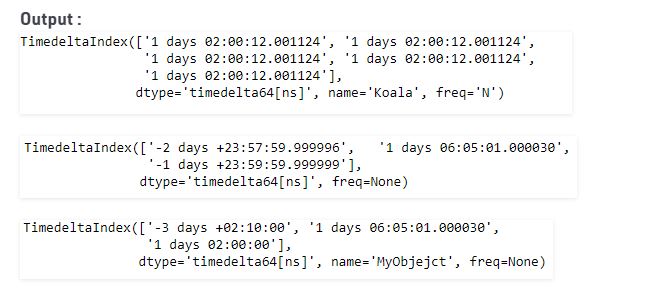 Output :
TimedeltaIndex(['1 days 02:00:12.001124', '1 days 02:00:12.001124',
'1 days 02:00:12.001124', '1 days 02:00:12.001124',
'1 days 02:00:12.001124'],
dtype='timedelta64[ns]', name='Koala', freq='N')
TimedeltaIndex(['-2 days +23:57:59.999996', '1 days 06:05:01.000030',
'-1 days +23:59:59.999999'],
dtype='timedelta64[ns]', freq=None)
TimedeltaIndex(['-3 days +02:10:00', '1 days 06:05:01.000030',
'1 days 02:00:00'],
dtype='timedelta64[ns]', name='MyObjejct', freq=None)